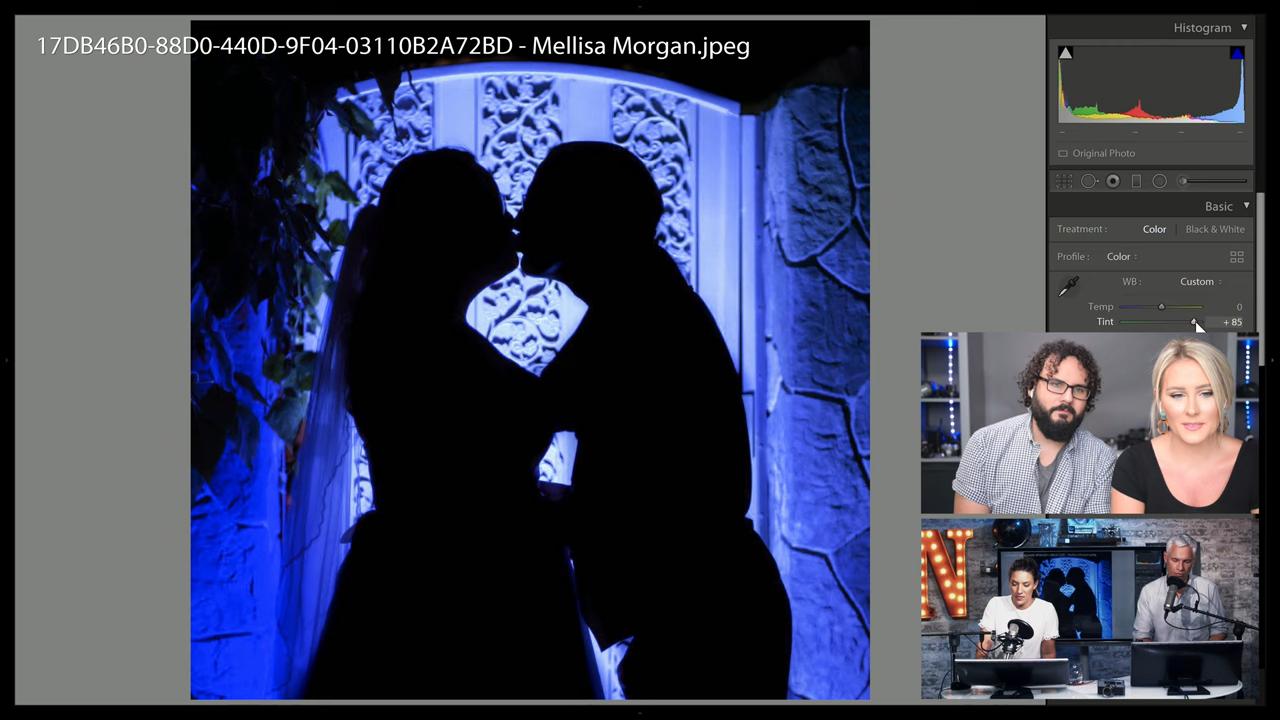 17DB46B0-88D0-440D-9F04-03110B2A72BD - Mellisa Morgan.jpeg
Histogram
Original Photo
Basic
Treatment : Color Black & White
Profile : Color
WB : Custom
Temp 0
Tint + 85
N